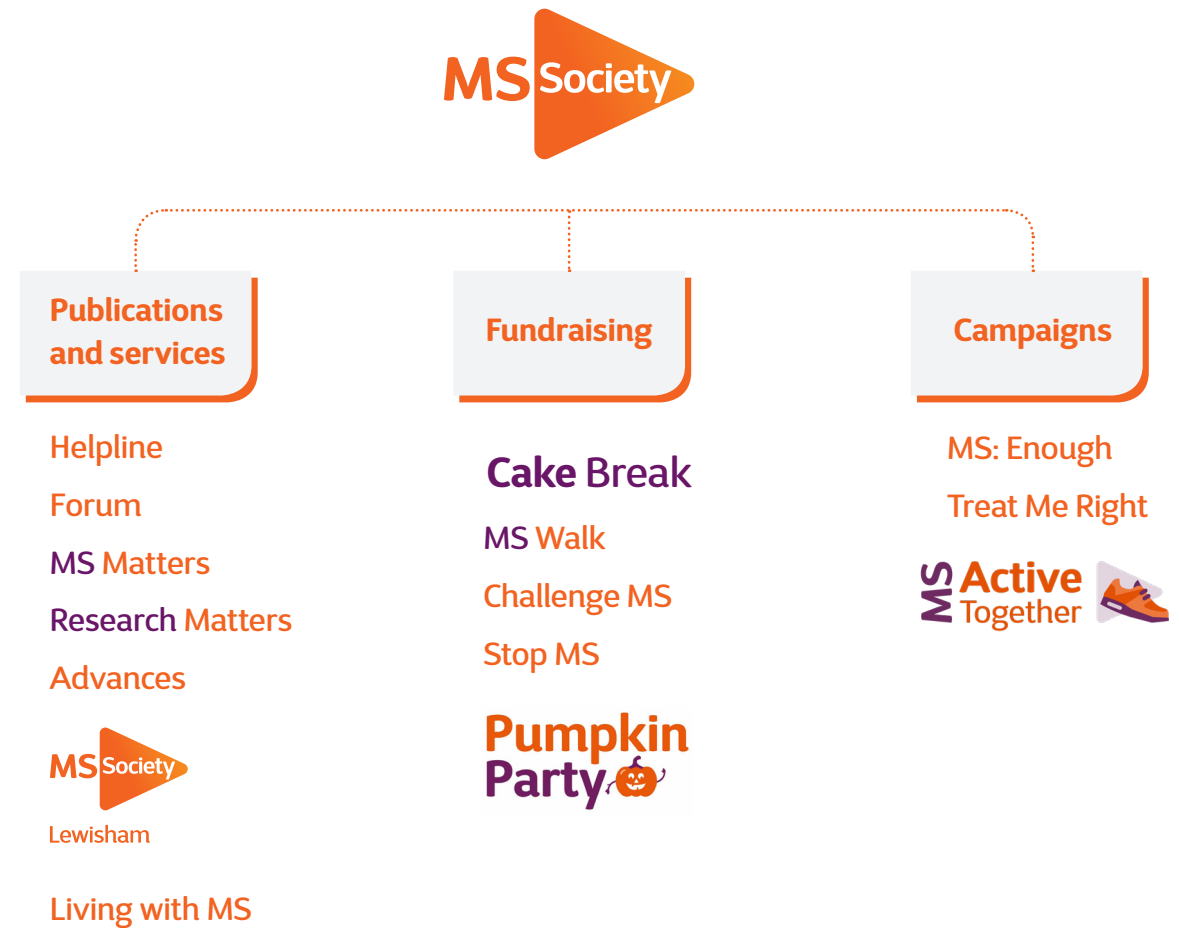 MS Society
Publications
and services
Helpline
Forum
MS Matters
Research Matters
Advances
MS Society
Lewisham
Living with MS
Fundraising
Cake Break
MS Walk
Challenge MS
Stop MS
Pumpkin
Party
Campaigns
MS: Enough
Treat Me Right
MS Active
Together